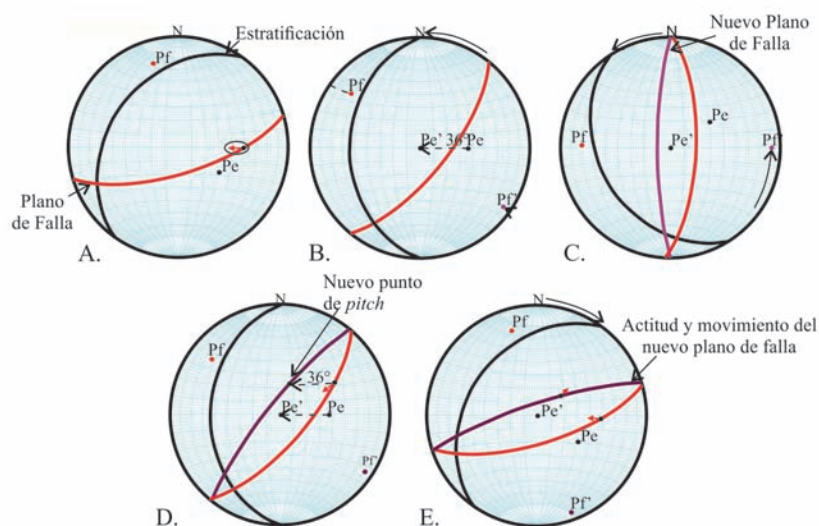 N
Estratificación
Pf
Pe
Plano
de Falla
A.
N
Pf
Pe' 36° Pe
Pf'
B.
N
Nuevo Plano
de Falla
Pe
Pf
Pe'
Pf'
C.
Nuevo punto
de pitch
N
Pf
36°
Pe'
Pe
Pf'
D.
N
Actitud y movimiento del
nuevo plano de falla
Pf
Pe'
Pe
Pf'
E.